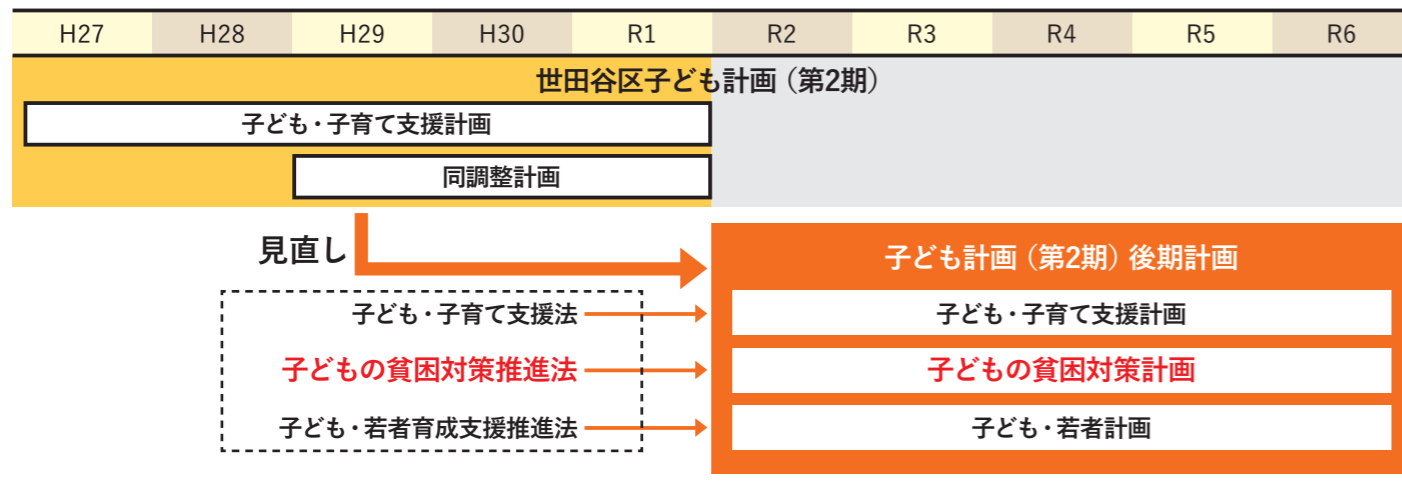 H27 H28 H29 H30 R1 R2 R3 R4 R5 R6
世田谷区子ども計画（第2期）
子ども・子育て支援計画
同調整計画
見直し
子ども計画（第2期）後期計画
子ども・子育て支援法 子ども・子育て支援計画
子どもの貧困対策推進法 子どもの貧困対策計画
子ども・若者育成支援推進法 子ども・若者計画